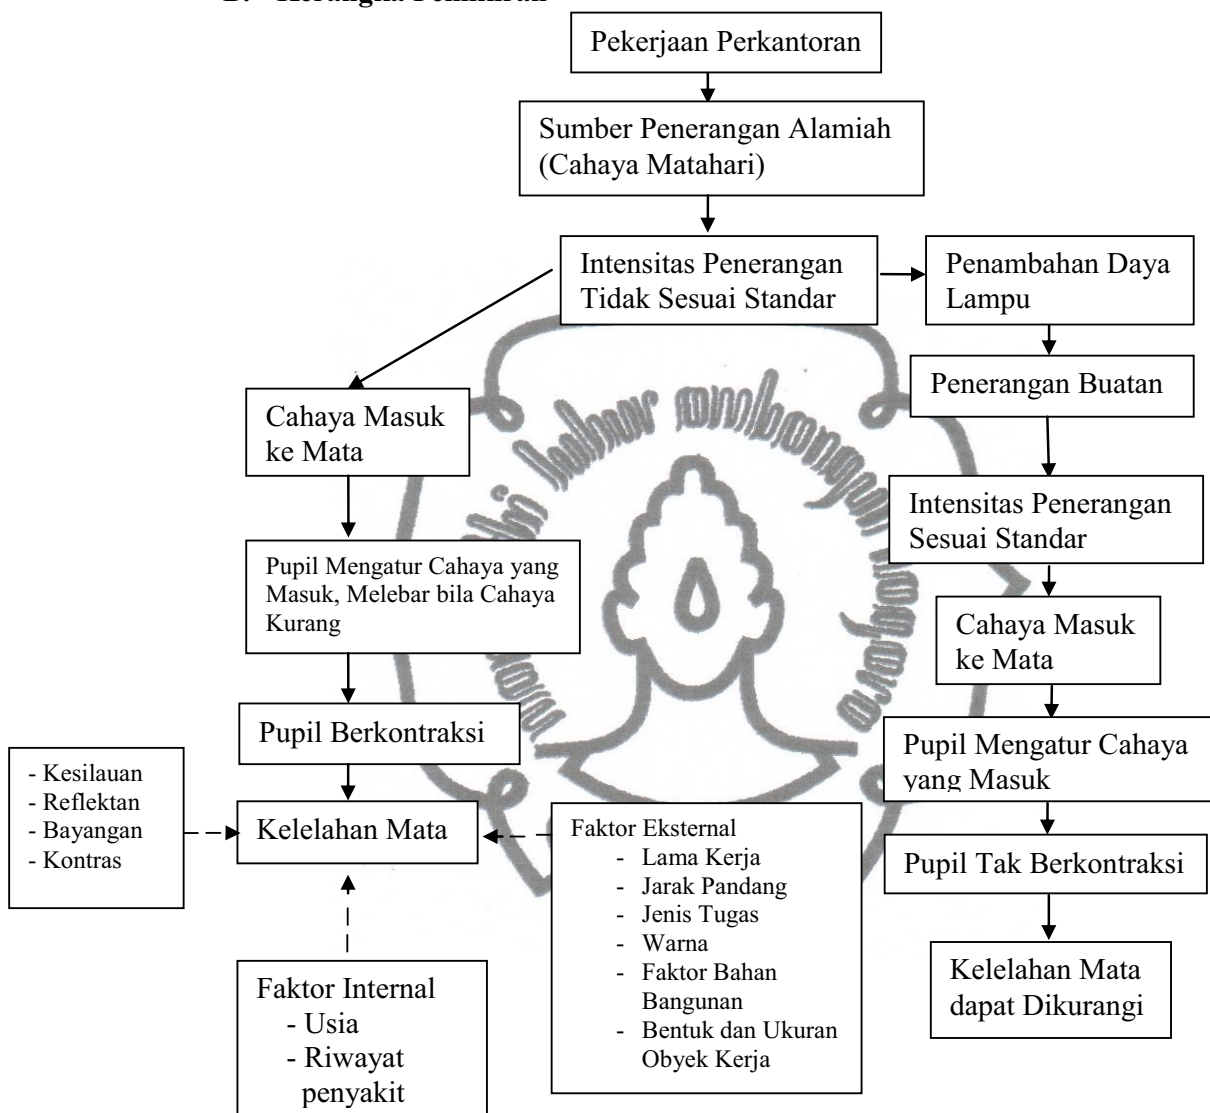 B. Kerangka Pemikiran
Pekerjaan Perkantoran
Sumber Penerangan Alamiah
(Cahaya Matahari)
Intensitas Penerangan
Tidak Sesuai Standar
Penambahan Daya
Lampu
Penerangan Buatan
Cahaya Masuk
ke Mata
Intensitas Penerangan
Sesuai Standar
Pupil Mengatur Cahaya yang
Masuk, Melebar bila Cahaya
Kurang
Cahaya Masuk
ke Mata
Pupil Berkontraksi
Pupil Mengatur Cahaya
yang Masuk
- Kesilauan
- Reflektan
- Bayangan
- Kontras
Kelelahan Mata
Faktor Eksternal
- Lama Kerja
- Jarak Pandang
- Jenis Tugas
- Warna
- Faktor Bahan
Bangunan
- Bentuk dan Ukuran
Obyek Kerja
Pupil Tak Berkontraksi
Kelelahan Mata
dapat Dikurangi
Faktor Internal
- Usia
- Riwayat
penyakit